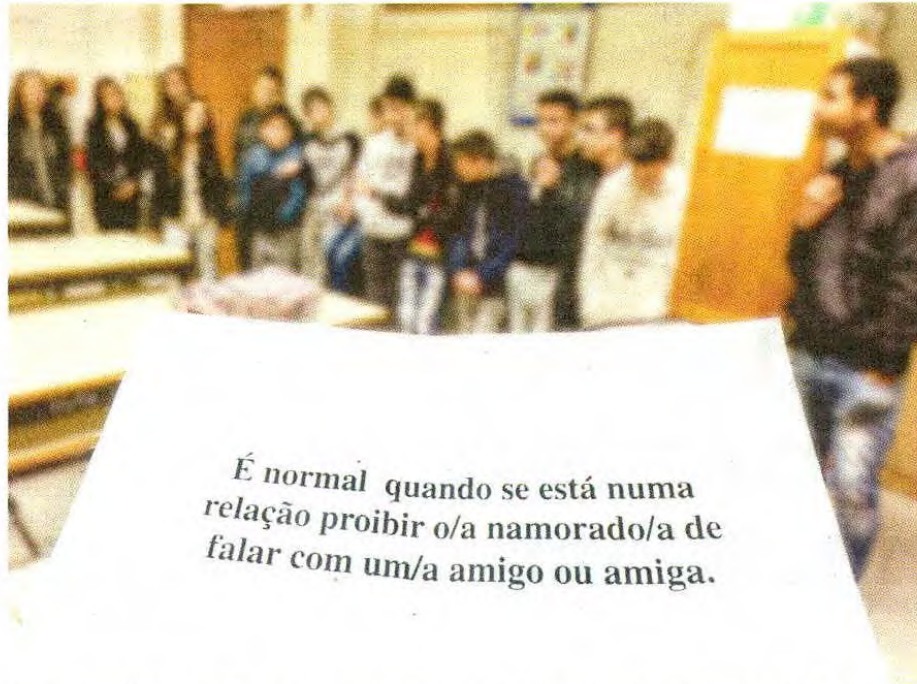 É normal quando se está numa
relação proibir o/a namorado/a de
falar com um/a amigo ou amiga.